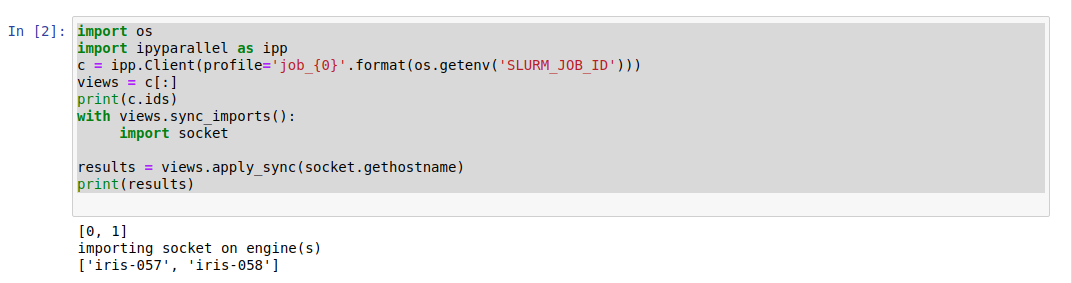 In [2]: import os
import ipyparallel as ipp
c = ipp.Client(profile='job_{0}'.format(os.getenv('SLURM_JOB_ID')))
views = c[:]
print(c.ids)
with views.sync_imports():
     import socket

results = views.apply_sync(socket.gethostname)
print(results)
[0, 1]
importing socket on engine(s)
['iris-057', 'iris-058']